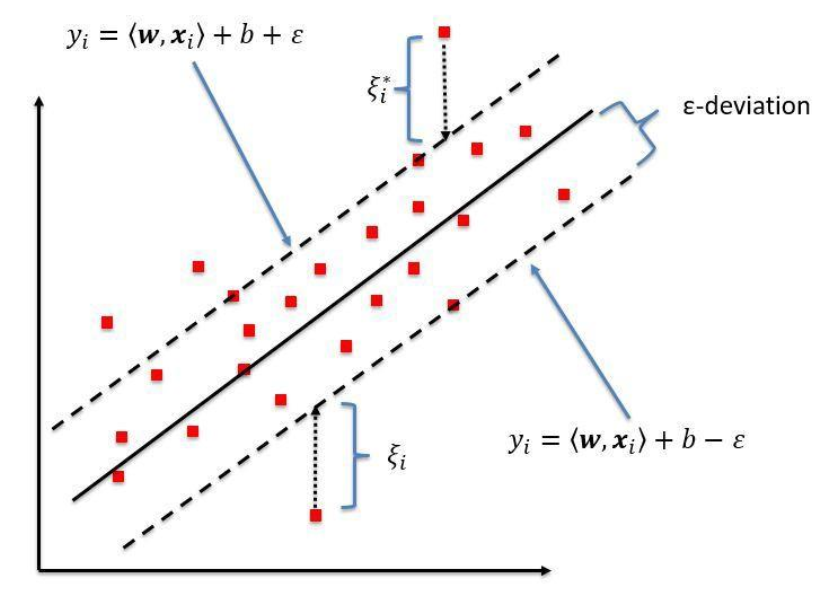 yᵢ = ⟨w, xᵢ⟩ + b + ε
ξᵢ*
ε-deviation
yᵢ = ⟨w, xᵢ⟩ + b − ε
ξᵢ